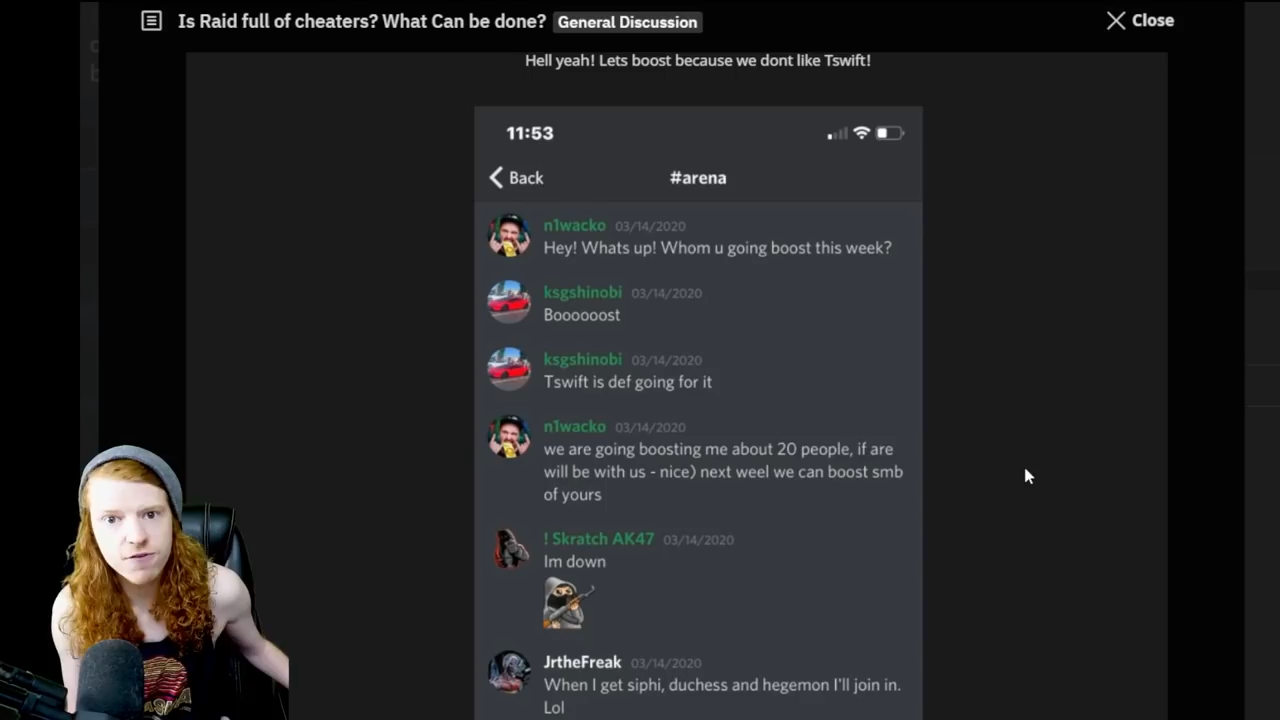 Is Raid full of cheaters? What Can be done? General Discussion
Close
Hell yeah! Lets boost because we dont like Tswift!
11:53
Back
#arena
n1wacko 03/14/2020
Hey! Whats up! Whom u going boost this week?
ksgshinobi 03/14/2020
Boooooost
ksgshinobi 03/14/2020
Tswift is def going for it
n1wacko 03/14/2020
we are going boosting me about 20 people, if are
will be with us - nice) next weel we can boost smb
of yours
! Skratch AK47 03/14/2020
Im down
JrtheFreak 03/14/2020
When I get siphi, duchess and hegemon I'll join in.
Lol